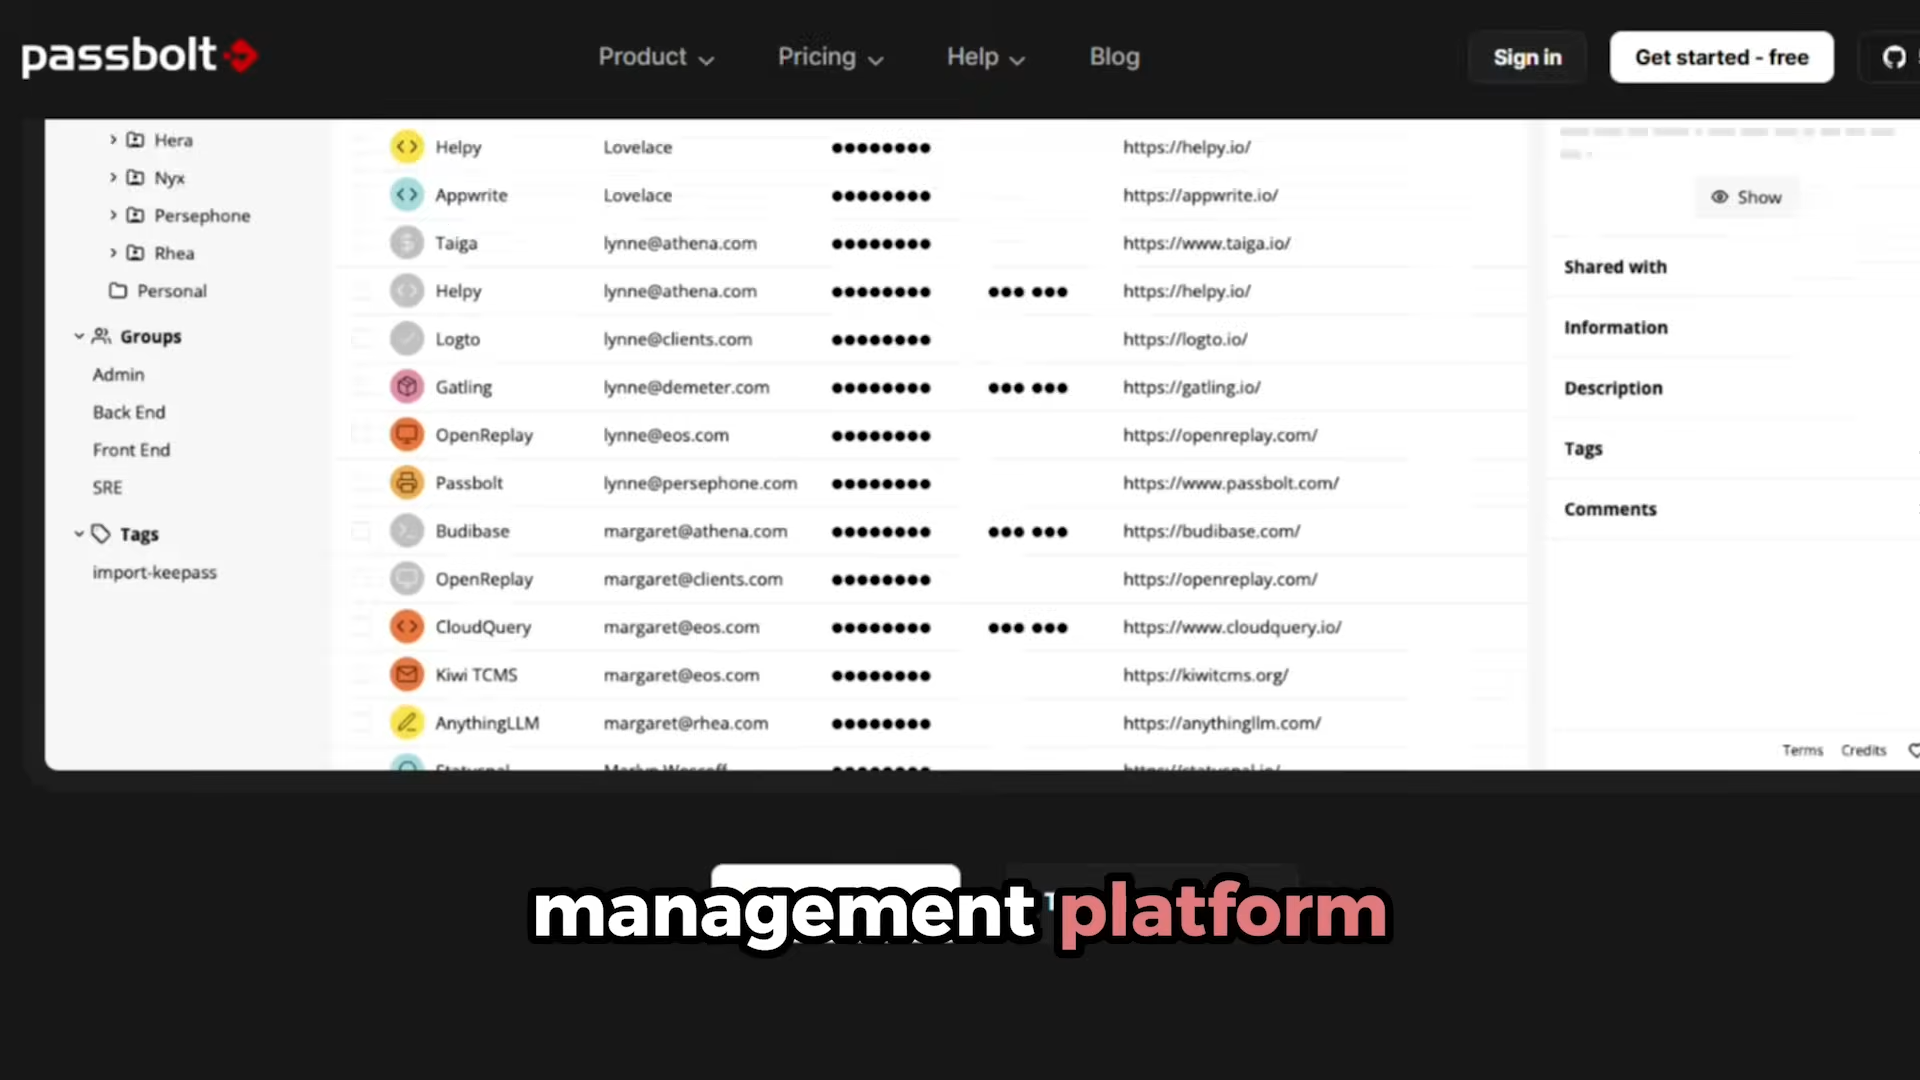 passbolt
Product
Pricing
Help
Blog
Sign in
Get started - free
Hera
Nyx
Persephone
Rhea
Personal
Groups
Admin
Back End
Front End
SRE
Tags
import-keepass
Helpy Lovelace ●●●●●●●● https://helpy.io/
Appwrite Lovelace ●●●●●●●● https://appwrite.io/
Taiga lynne@athena.com ●●●●●●●● https://www.taiga.io/
Helpy lynne@athena.com ●●●●●●●● ●●● ●●● https://helpy.io/
Logto lynne@clients.com ●●●●●●●● https://logto.io/
Gatling lynne@demeter.com ●●●●●●●● ●●● ●●● https://gatling.io/
OpenReplay lynne@eos.com ●●●●●●●● https://openreplay.com/
Passbolt lynne@persephone.com ●●●●●●●● https://www.passbolt.com/
Budibase margaret@athena.com ●●●●●●●● ●●● ●●● https://budibase.com/
OpenReplay margaret@clients.com ●●●●●●●● https://openreplay.com/
CloudQuery margaret@eos.com ●●●●●●●● ●●● ●●● https://www.cloudquery.io/
Kiwi TCMS margaret@eos.com ●●●●●●●● https://kiwitcms.org/
AnythingLLM margaret@rhea.com ●●●●●●●● https://anythingllm.com/
Show
Shared with
Information
Description
Tags
Comments
Terms Credits
management platform